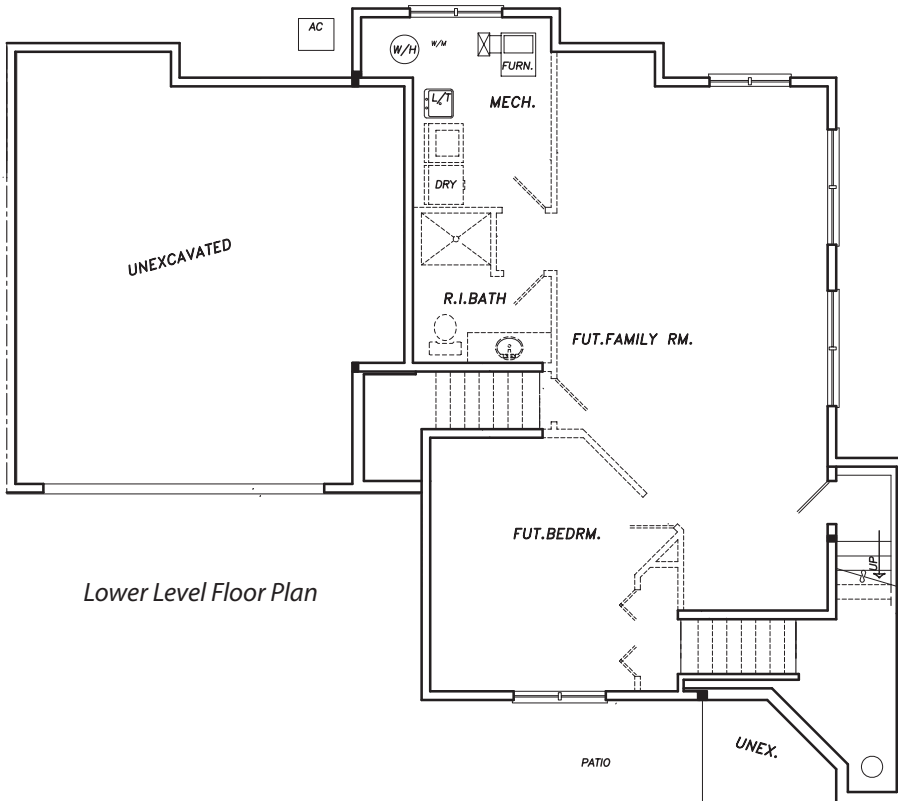 AC
W/H
W/M
FURN.
L/T
MECH.
DRY
UNEXCAVATED
R.I.BATH
FUT.FAMILY RM.
FUT.BEDRM.
UP
Lower Level Floor Plan
UNEX.
PATIO